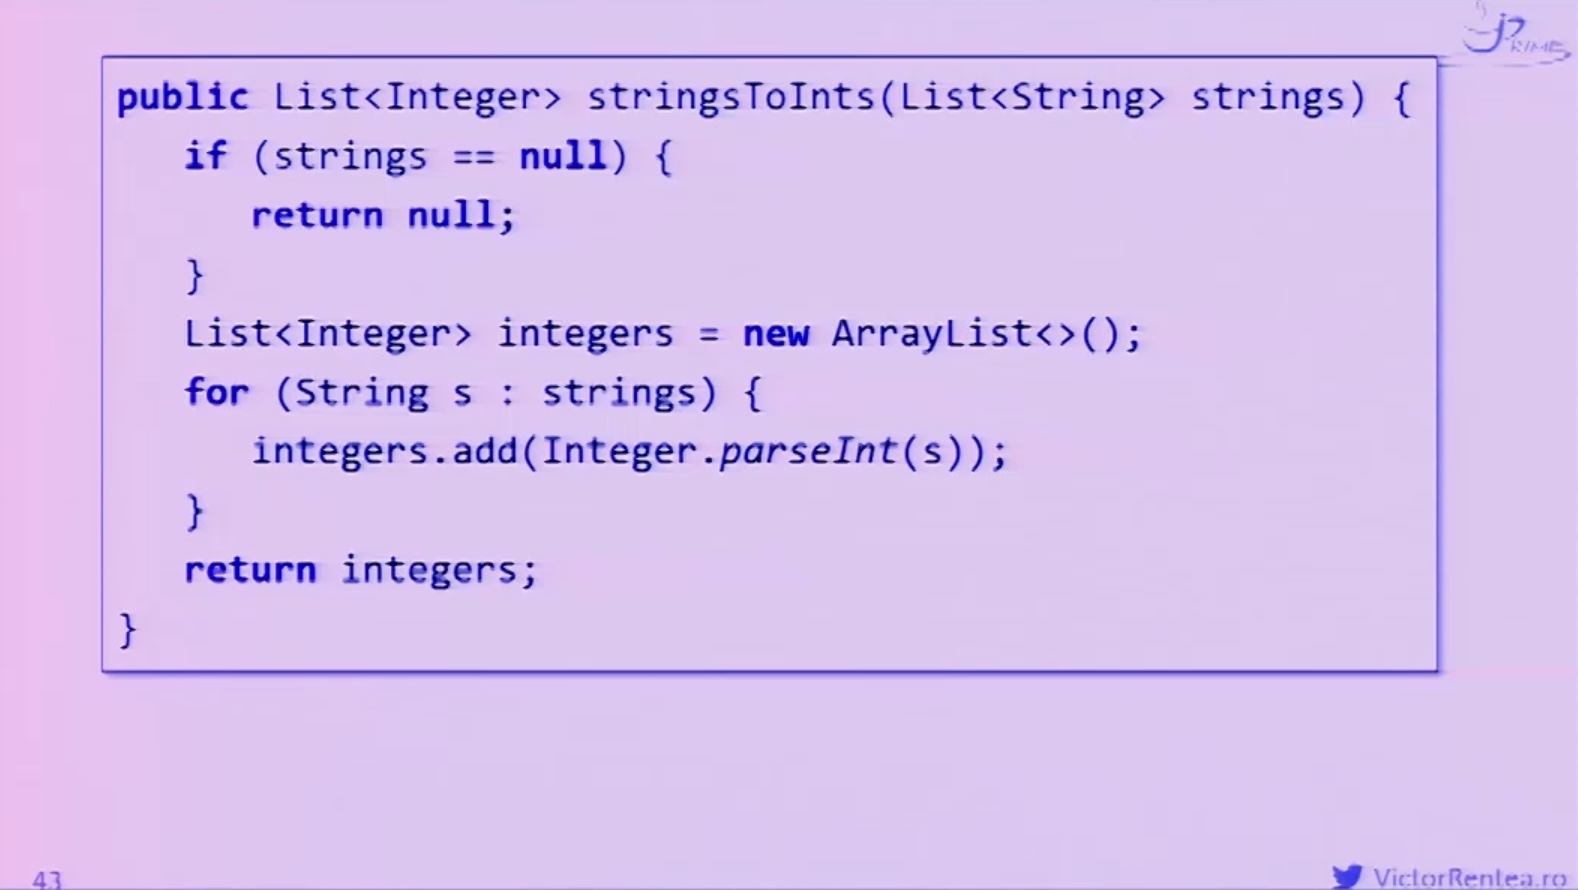 jPRIME
public List<Integer> stringsToInts(List<String> strings) {
if (strings == null) {
return null;
}
List<Integer> integers = new ArrayList<>();
for (String s : strings) {
integers.add(Integer.parseInt(s));
}
return integers;
}
43
VictorRentea.ro